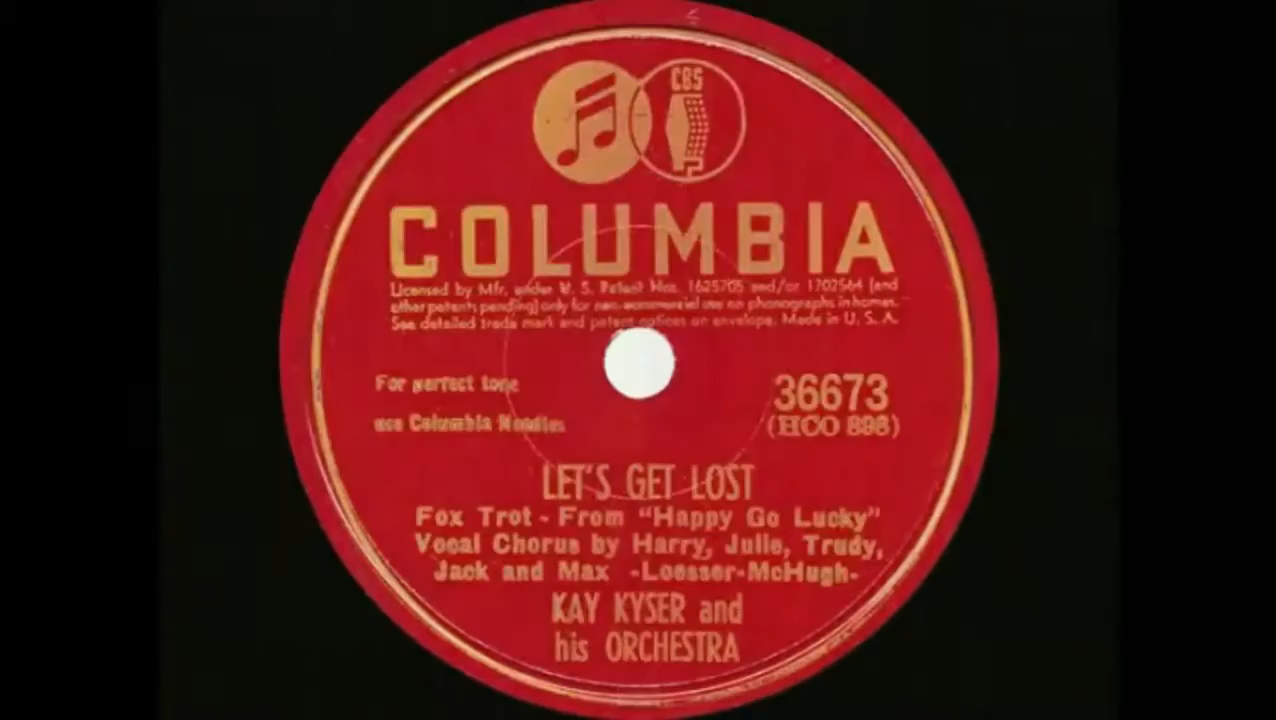 CBS
COLUMBIA
Licensed by Mfr. under U. S. Patent Nos. 1625705 and/or 1702564 (and
other patents pending) only for non-commercial use on phonographs in homes.
See detailed trade mark and patent notices on envelope. Made in U. S. A.
For perfect tone
use Columbia Needles
36673
(HCO 898)
LET'S GET LOST
Fox Trot - From "Happy Go Lucky"
Vocal Chorus by Harry, Julie, Trudy,
Jack and Max -Loesser-McHugh-
KAY KYSER and
his ORCHESTRA